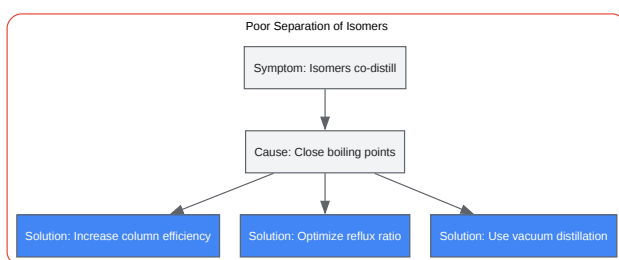 Poor Separation of Isomers
Symptom: Isomers co-distill
Cause: Close boiling points
Solution: Increase column efficiency
Solution: Optimize reflux ratio
Solution: Use vacuum distillation